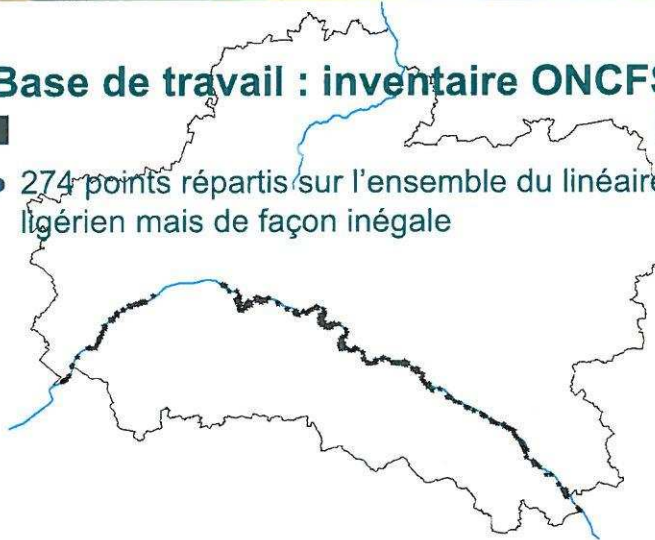 Base de travail : inventaire ONCFS
• 274 points répartis sur l'ensemble du linéaire
ligérien mais de façon inégale